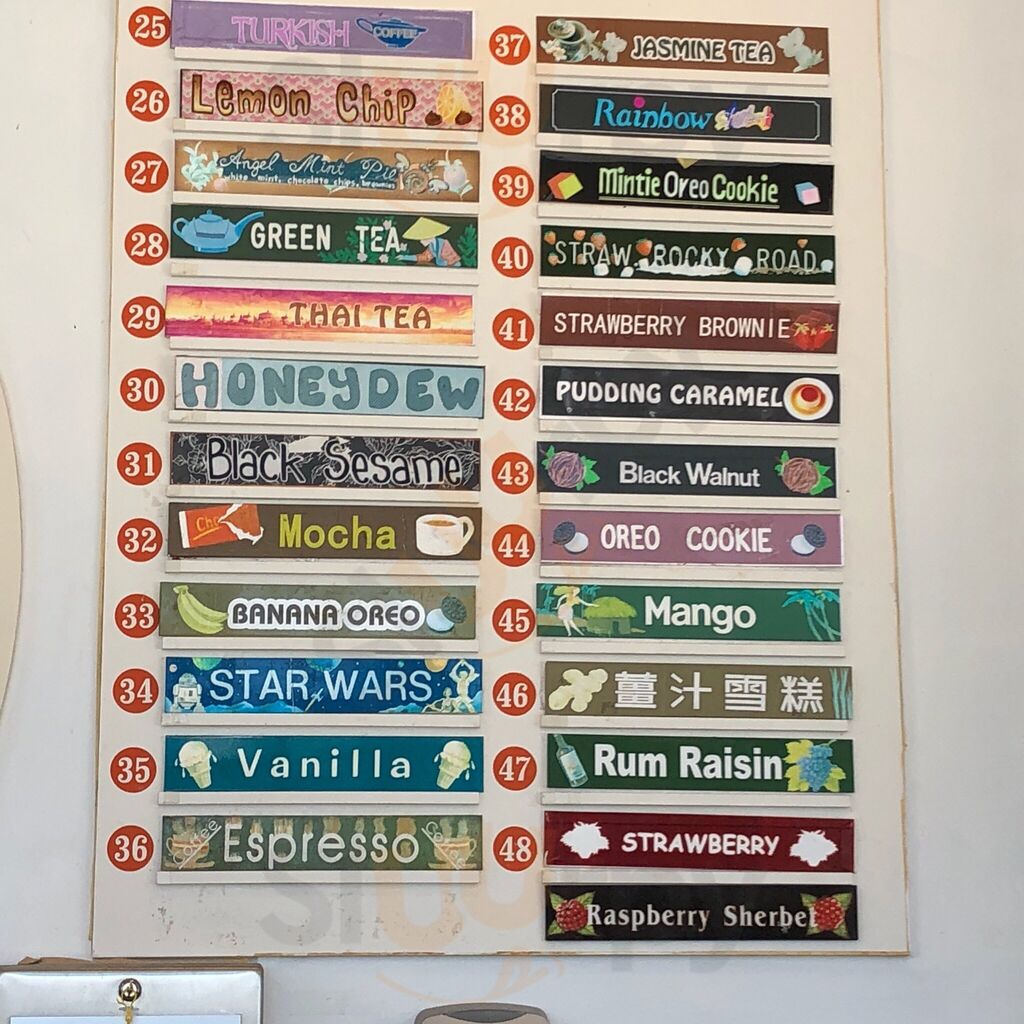 25
TURKISH COFFEE
26
Lemon Chip
27
Angel Mint Pie
white mint, chocolate chips, brownies
28
GREEN TEA
29
THAI TEA
30
HONEYDEW
31
Black Sesame
32
Mocha
33
BANANA OREO
34
STAR WARS
35
Vanilla
36
Coffee Espresso Coffee
37
JASMINE TEA
38
Rainbow sherbet
39
Mintie Oreo Cookie
40
STRAW ROCKY ROAD
41
STRAWBERRY BROWNIE
42
PUDDING CARAMEL
43
Black Walnut
44
OREO COOKIE
45
Mango
46
薑汁雪糕
47
Rum Raisin
48
STRAWBERRY
Raspberry Sherbet